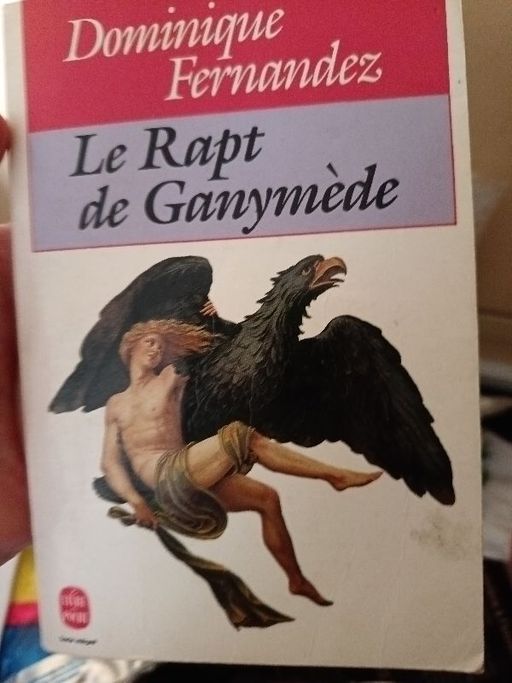 Dominique
Fernandez
Le Rapt
de Ganymède